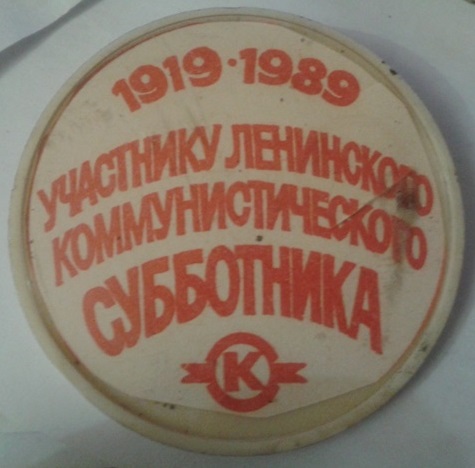 1919·1989
УЧАСТНИКУ ЛЕНИНСКОГО
КОММУНИСТИЧЕСКОГО
СУББОТНИКА
К